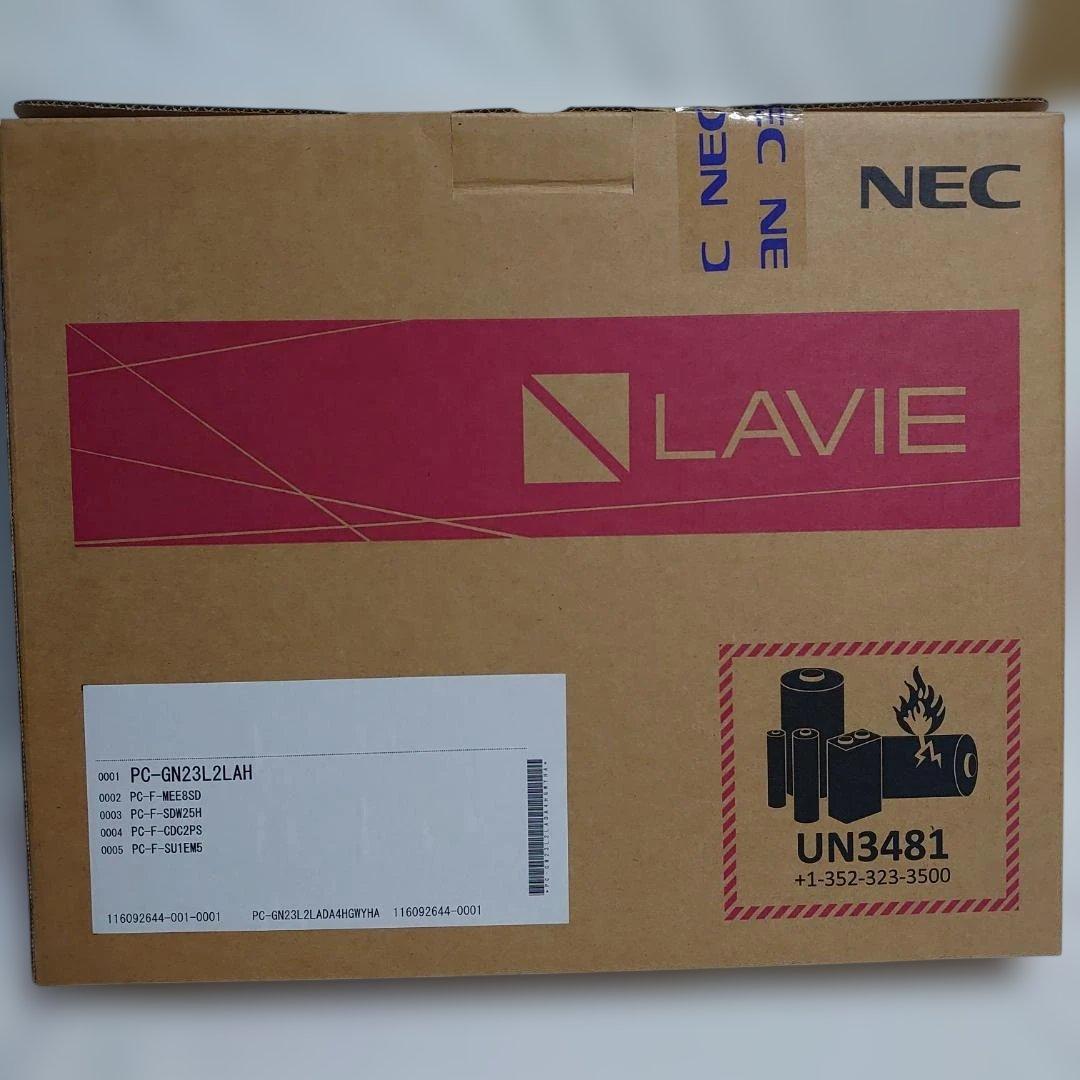 NEC
C NEC
C NE
LAVIE
0001 PC-GN23L2LAH
0002 PC-F-MEE8SD
0003 PC-F-SDW25H
0004 PC-F-CDC2PS
0005 PC-F-SU1EM5
116092644-001-0001 PC-GN23L2LADA4HGWYHA 116092644-0001
UN3481
+1-352-323-3500